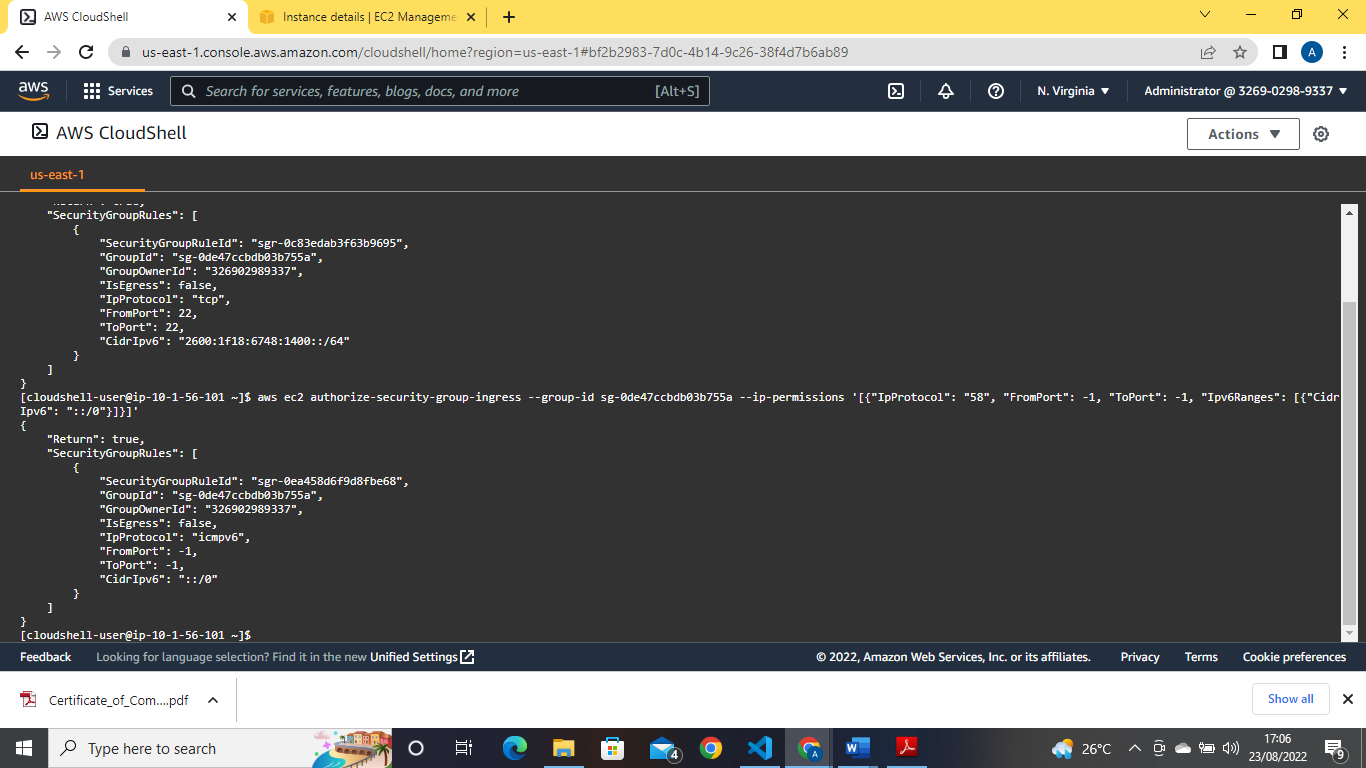 AWS CloudShell
Instance details | EC2 Manageme
us-east-1.console.aws.amazon.com/cloudshell/home?region=us-east-1#bf2b2983-7d0c-4b14-9c26-38f4d7b6ab89
A
aws
Services
Search for services, features, blogs, docs, and more
[Alt+S]
N. Virginia
Administrator @ 3269-0298-9337
AWS CloudShell
Actions
us-east-1
"SecurityGroupRules": [
{
"SecurityGroupRuleId": "sgr-0c83edab3f63b9695",
"GroupId": "sg-0de47ccbdb03b755a",
"GroupOwnerId": "326902989337",
"IsEgress": false,
"IpProtocol": "tcp",
"FromPort": 22,
"ToPort": 22,
"CidrIpv6": "2600:1f18:6748:1400::/64"
}
]
}
[cloudshell-user@ip-10-1-56-101 ~]$ aws ec2 authorize-security-group-ingress --group-id sg-0de47ccbdb03b755a --ip-permissions '[{"IpProtocol": "58", "FromPort": -1, "ToPort": -1, "Ipv6Ranges": [{"Cidr
Ipv6": "::/0"}]}]'
{
"Return": true,
"SecurityGroupRules": [
{
"SecurityGroupRuleId": "sgr-0ea458d6f9d8fbe68",
"GroupId": "sg-0de47ccbdb03b755a",
"GroupOwnerId": "326902989337",
"IsEgress": false,
"IpProtocol": "icmpv6",
"FromPort": -1,
"ToPort": -1,
"CidrIpv6": "::/0"
}
]
}
[cloudshell-user@ip-10-1-56-101 ~]$
Feedback
Looking for language selection? Find it in the new Unified Settings
© 2022, Amazon Web Services, Inc. or its affiliates.
Privacy
Terms
Cookie preferences
Certificate_of_Com....pdf
Show all
Type here to search
4
A
26°C
17:06
23/08/2022
9